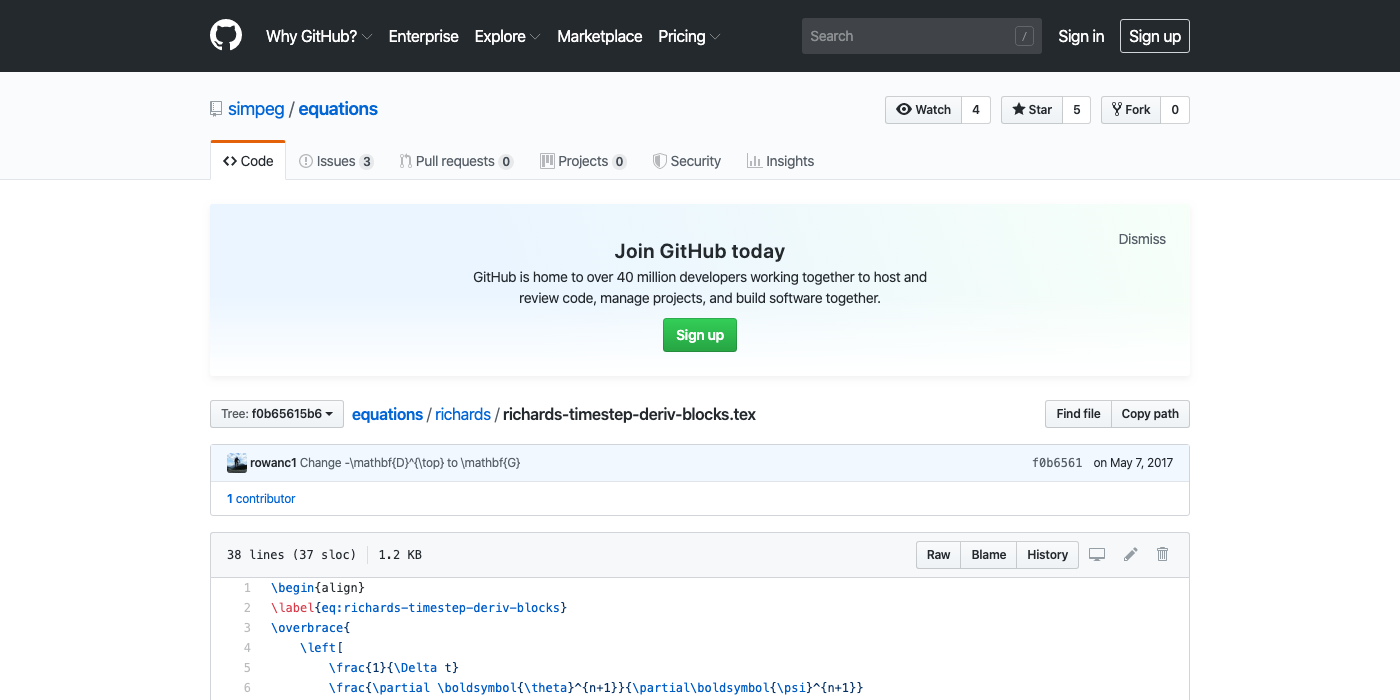 Why GitHub? Enterprise Explore Marketplace Pricing Search / Sign in Sign up
simpeg / equations Watch 4 Star 5 Fork 0
Code Issues 3 Pull requests 0 Projects 0 Security Insights
Dismiss
Join GitHub today
GitHub is home to over 40 million developers working together to host and
review code, manage projects, and build software together.
Sign up
Tree: f0b65615b6 equations / richards / richards-timestep-deriv-blocks.tex Find file Copy path
rowanc1 Change -\mathbf{D}^{\top} to \mathbf{G} f0b6561 on May 7, 2017
1 contributor
38 lines (37 sloc) 1.2 KB Raw Blame History
1 \begin{align}
2 \label{eq:richards-timestep-deriv-blocks}
3 \overbrace{
4 \left[
5 \frac{1}{\Delta t}
6 \frac{\partial \boldsymbol{\theta}^{n+1}}{\partial\boldsymbol{\psi}^{n+1}}